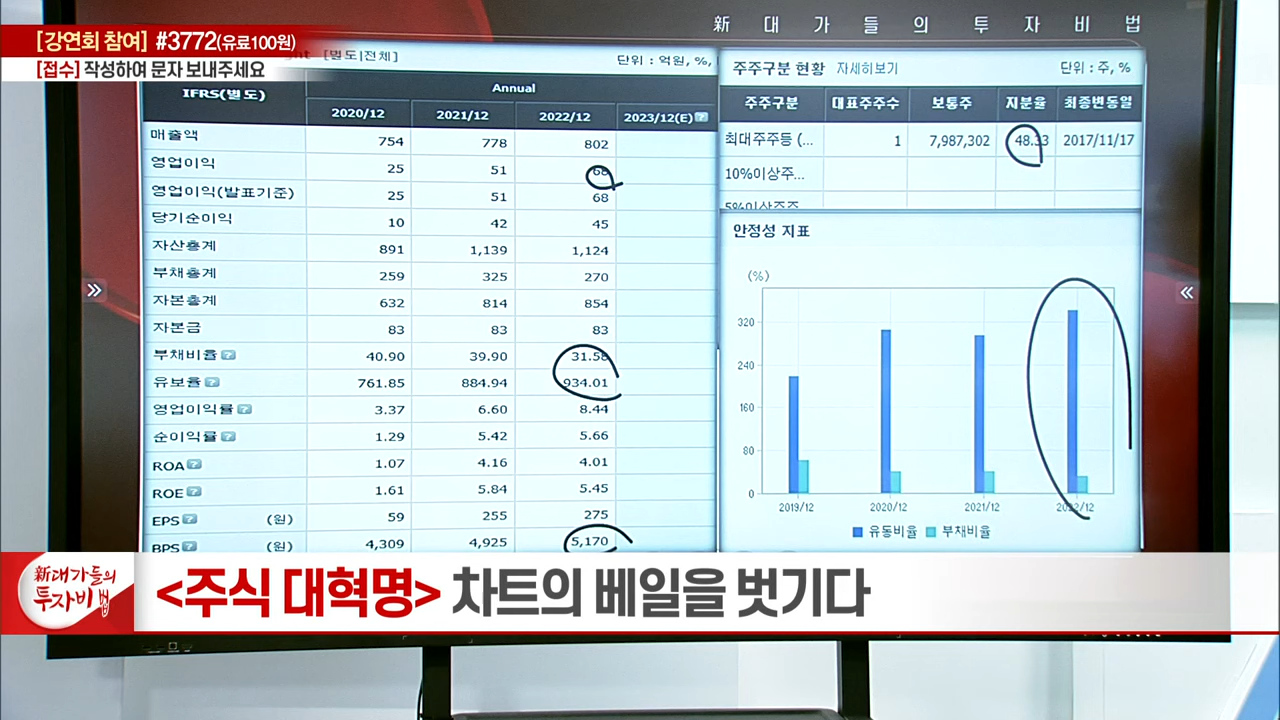 新 대 가 들 의 투 자 비 법
[강연회 참여] #3772(유료100원)
[접수] 작성하여 문자 보내주세요
[별도|전체]
단위 : 억원, %,
IFRS(별도)
Annual
2020/12 2021/12 2022/12 2023/12(E)
매출액 754 778 802
영업이익 25 51 68
영업이익(발표기준) 25 51 68
당기순이익 10 42 45
자산총계 891 1,139 1,124
부채총계 259 325 270
자본총계 632 814 854
자본금 83 83 83
부채비율 40.90 39.90 31.58
유보율 761.85 884.94 934.01
영업이익률 3.37 6.60 8.44
순이익률 1.29 5.42 5.66
ROA 1.07 4.16 4.01
ROE 1.61 5.84 5.45
EPS (원) 59 255 275
BPS (원) 4,309 4,925 5,170
주주구분 현황 자세히보기 단위 : 주, %
주주구분 대표주주수 보통주 지분율 최종변동일
최대주주등 (... 1 7,987,302 48.33 2017/11/17
10%이상주...
5%이상주주
안정성 지표
(%)
320
240
160
80
0
2019/12 2020/12 2021/12 2022/12
유동비율 부채비율
新대가들의
투자비법
<주식 대혁명> 차트의 베일을 벗기다